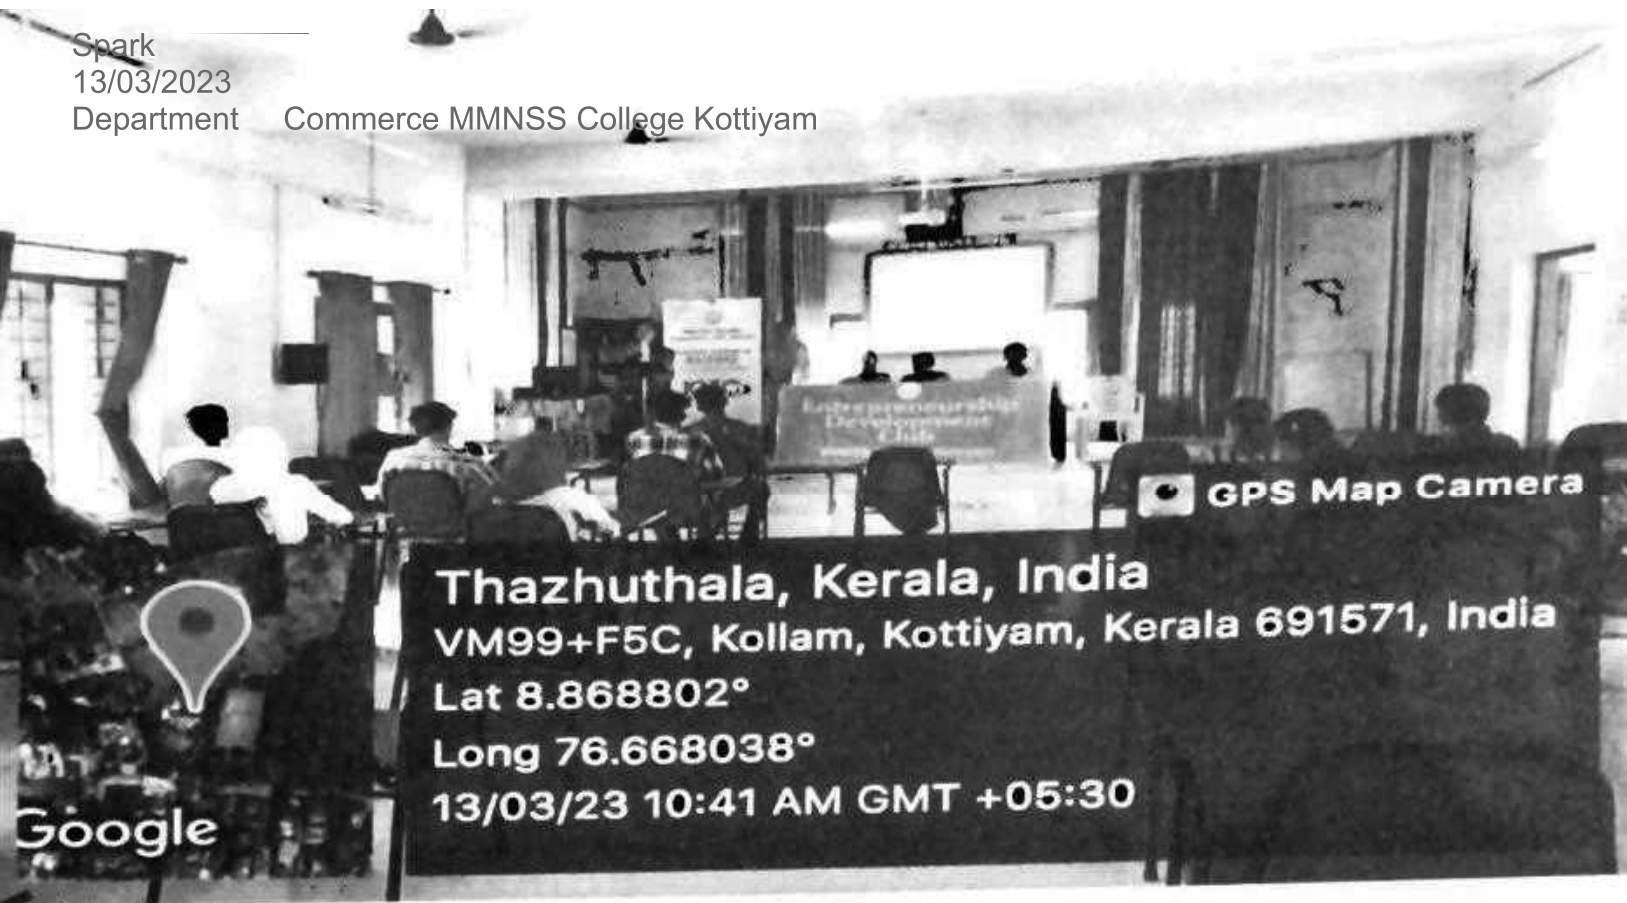 Spark
13/03/2023
Department Commerce MMNSS College Kottiyam
Entrepreneurship
Development
Club
GPS Map Camera
Thazhuthala, Kerala, India
VM99+F5C, Kollam, Kottiyam, Kerala 691571, India
Lat 8.868802°
Long 76.668038°
13/03/23 10:41 AM GMT +05:30
Google